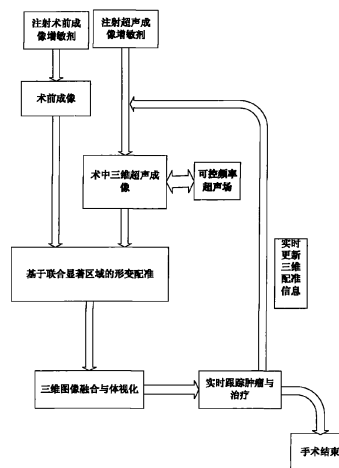 注射术前成
像增敏剂
注射超声成
像增敏剂
术前成像
术中三维超声成
像
可控频率
超声场
实时
更新
三维
配准
信息
基于联合显著区域的形变配准
三维图像融合与体视化
实时跟踪肿瘤与
治疗
手术结束